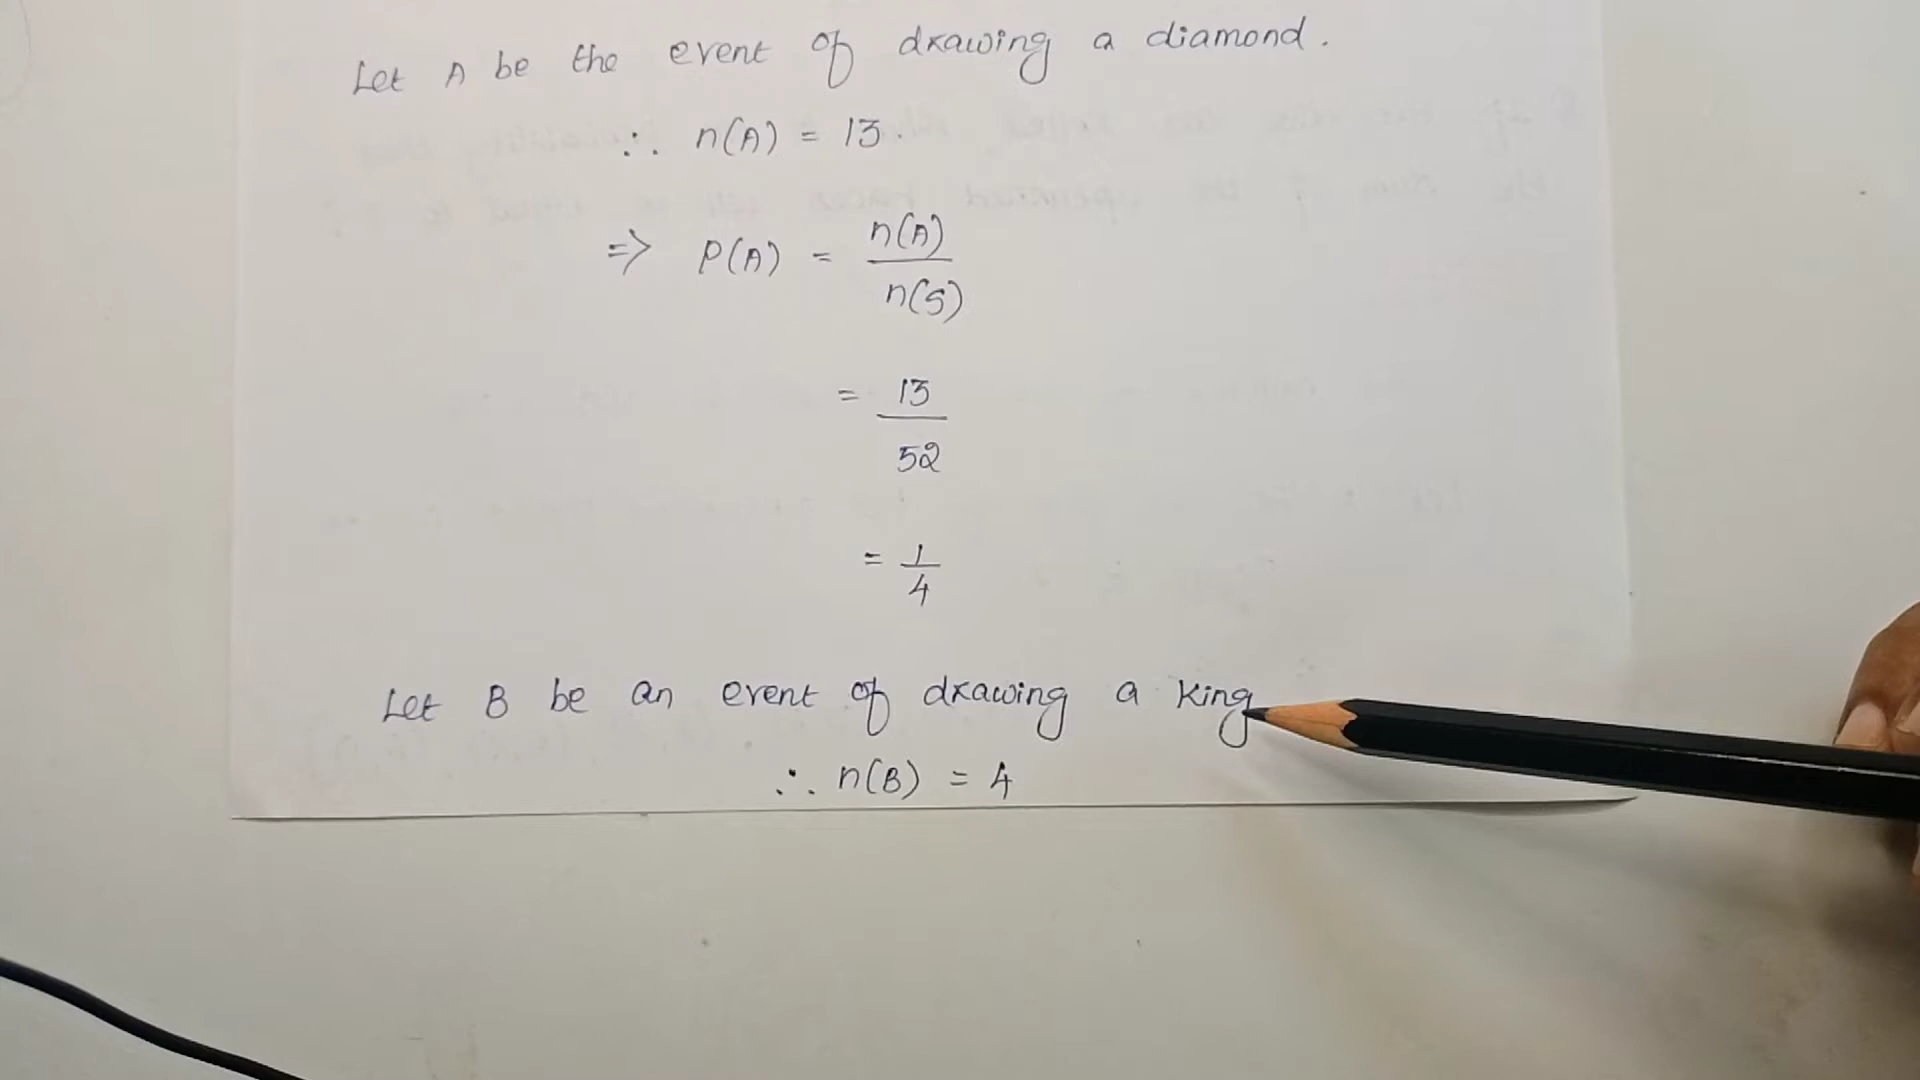 Let A be the event of drawing a diamond.
∴ n(A) = 13.
=> P(A) = n(A)/n(S)
= 13/52
= 1/4
Let B be an event of drawing a King
∴ n(B) = 4